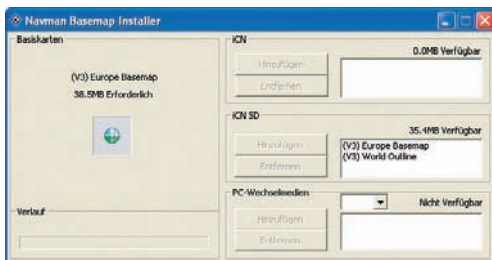 Navman Basemap Installer
Basiskarten
(V3) Europe Basemap
38.5MB Erforderlich
Verlauf
iCN
0.0MB Verfügbar
Hinzufügen
Entfernen
iCN SD
35.4MB Verfügbar
Hinzufügen
Entfernen
(V3) Europe Basemap
(V3) World Outline
PC-Wechselmedien
Nicht Verfügbar
Hinzufügen
Entfernen